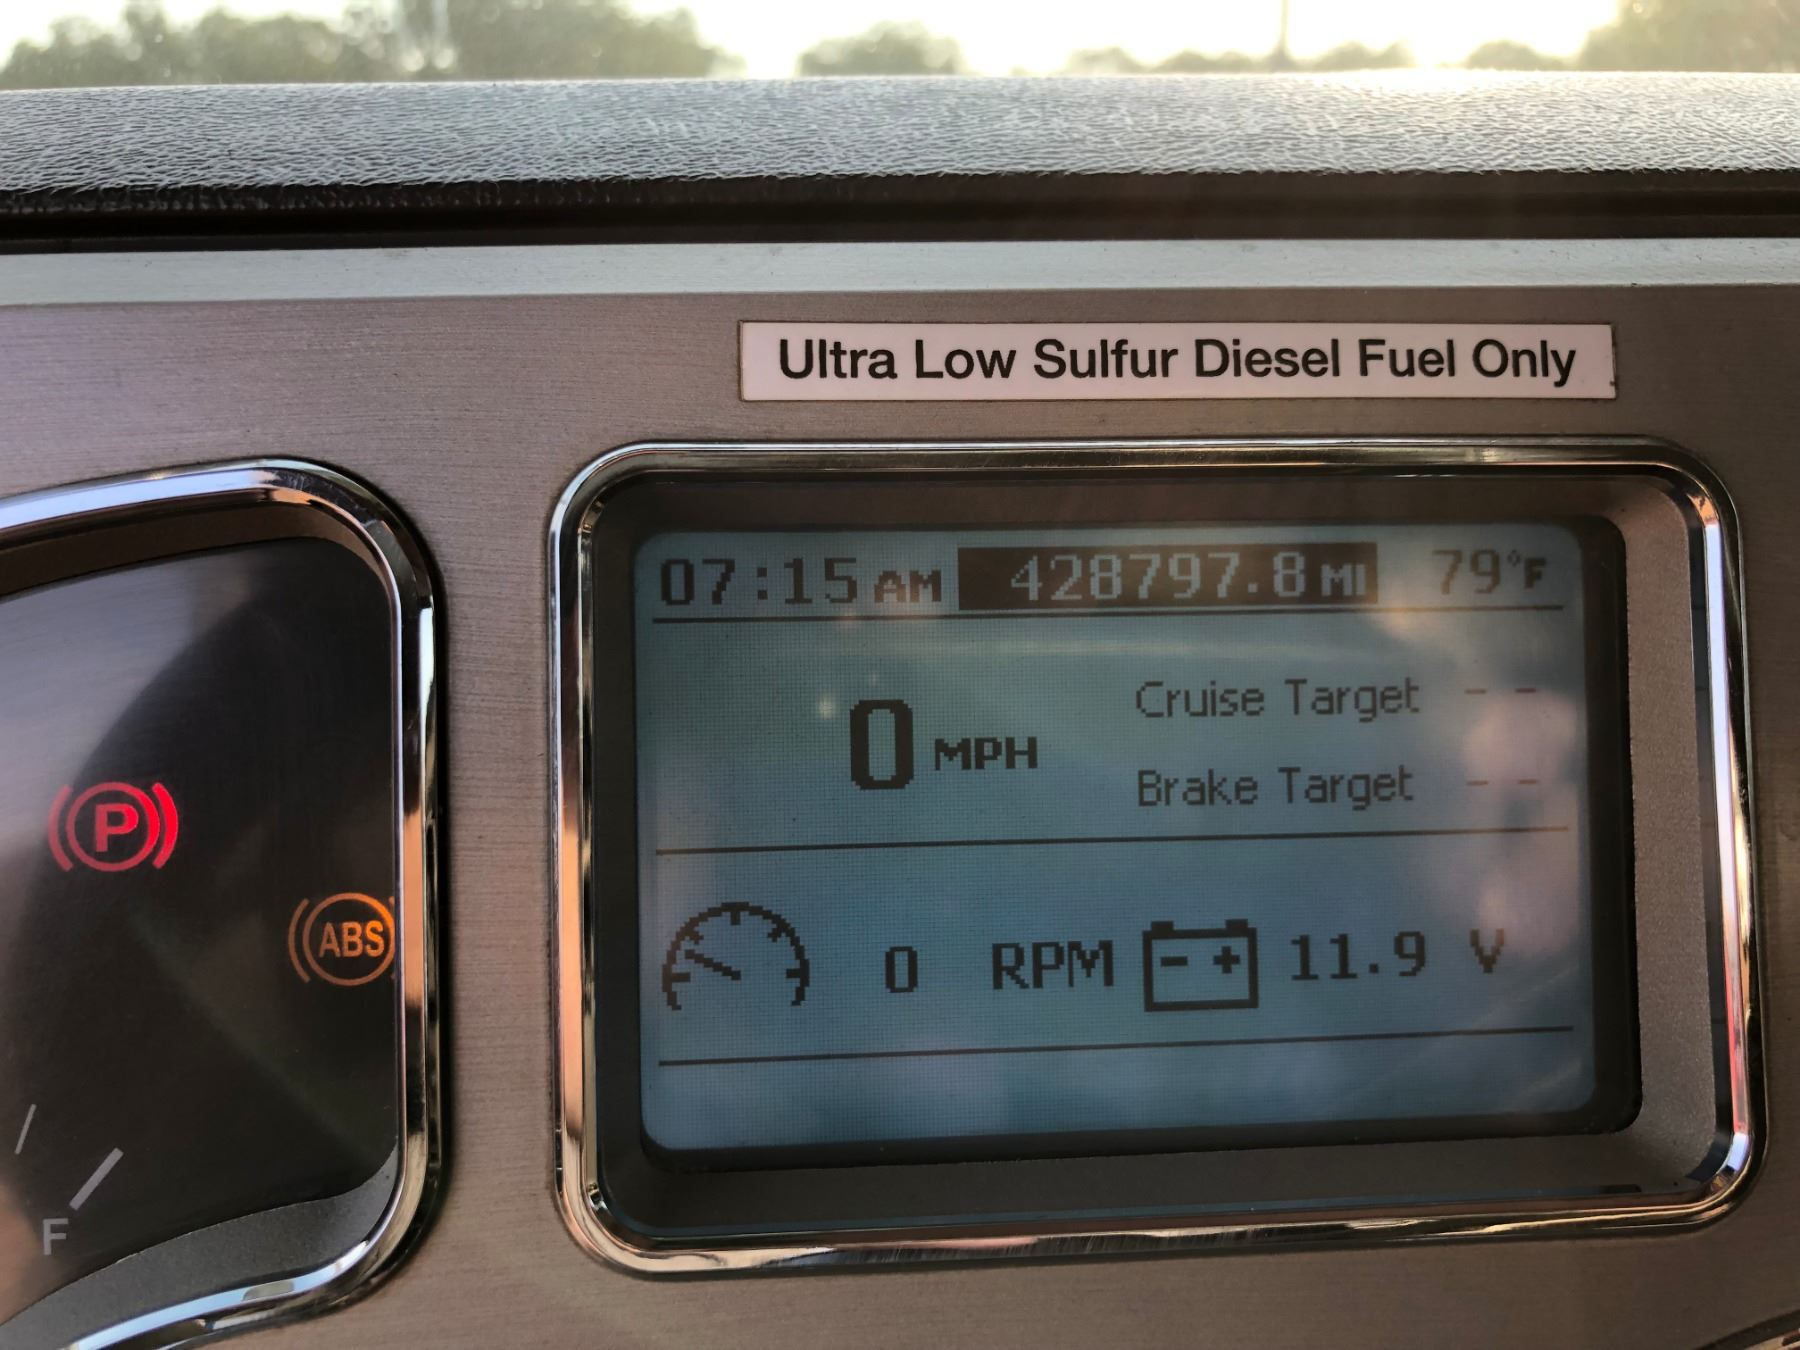 Ultra Low Sulfur Diesel Fuel Only
07:15 AM 428797.8 MI 79°F
0 MPH
Cruise Target - -
Brake Target - -
0 RPM - + 11.9 V
P
ABS
F